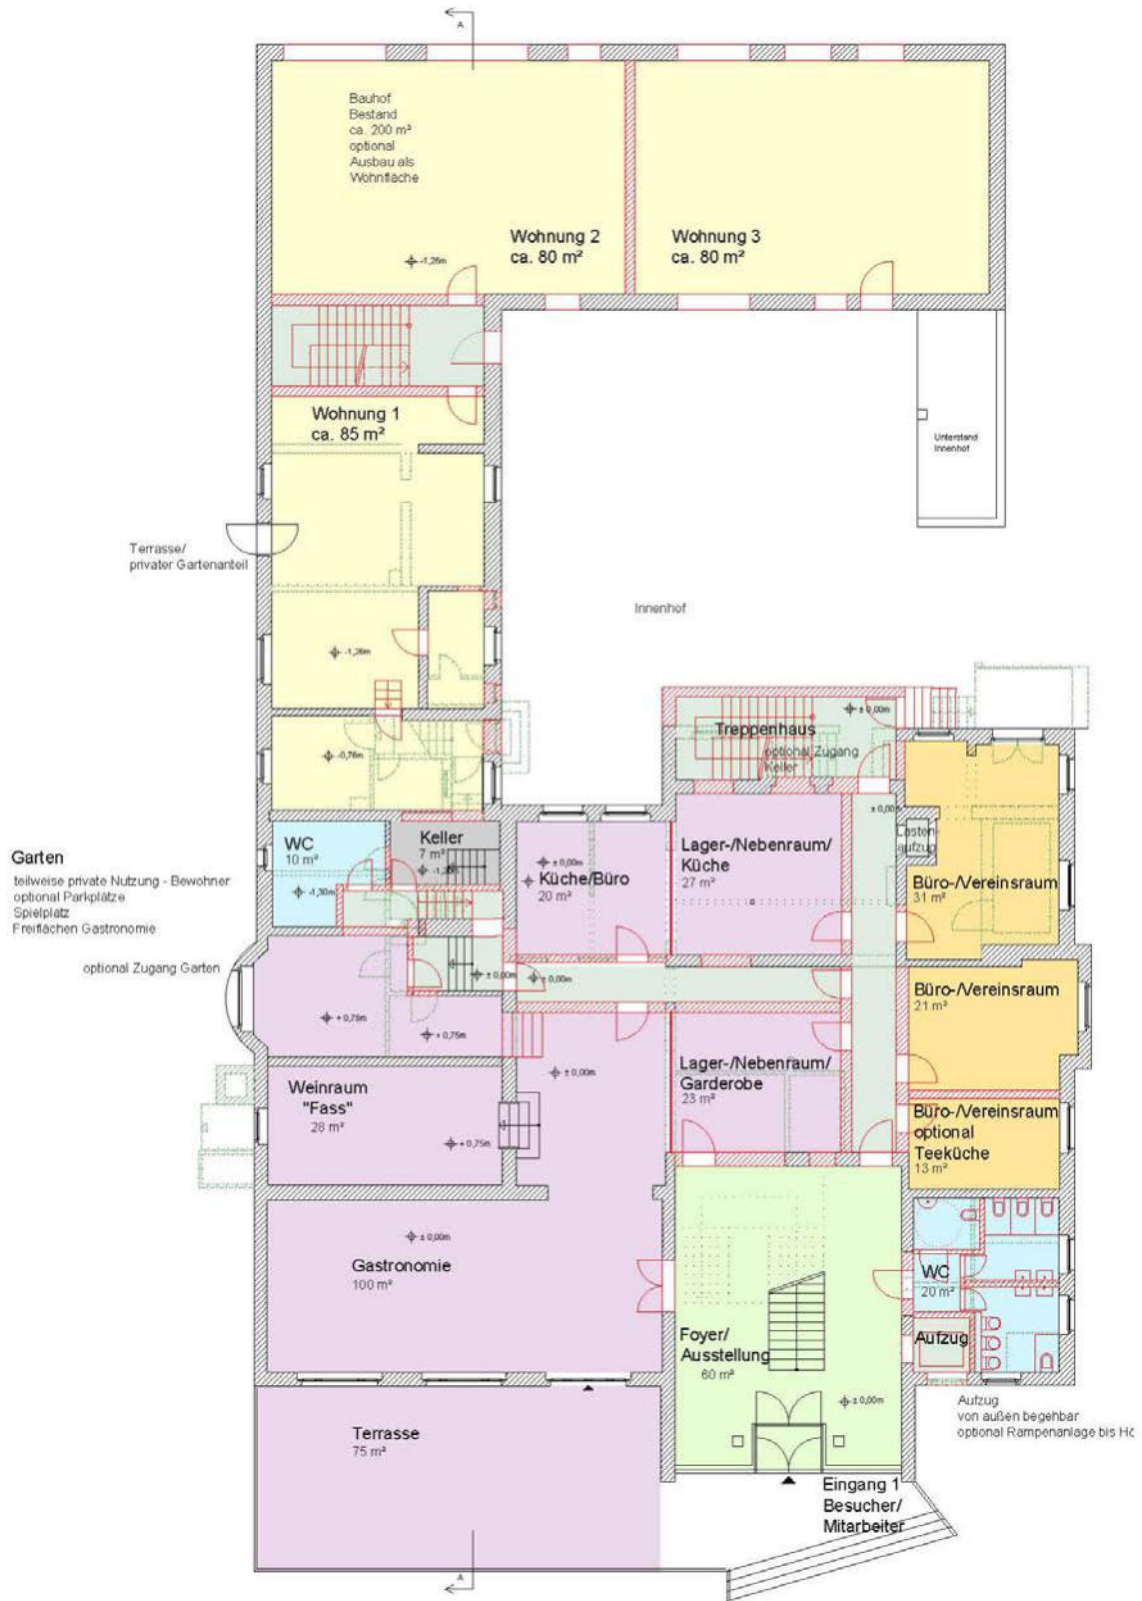 A
Bauhof
Bestand
ca. 200 m²
optional
Ausbau als
Wohnfläche
Wohnung 2
ca. 80 m²
Wohnung 3
ca. 80 m²
-1,26m
Wohnung 1
ca. 85 m²
Unterstand
Innenhof
Terrasse/
privater Gartenanteil
Innenhof
-1,26m
± 0,00m
Treppenhaus
optional Zugang
Keller
-0,76m
± 0,00m
Lasten-
aufzug
WC
10 m²
-1,30m
Keller
7 m²
± 0,00m
Küche/Büro
20 m²
Lager-/Nebenraum/
Küche
27 m²
Büro-/Vereinsraum
31 m²
Garten
teilweise private Nutzung - Bewohner
optional Parkplätze
Spielplatz
Freiflächen Gastronomie
optional Zugang Garten
± 0,00m
± 0,00m
Büro-/Vereinsraum
21 m²
+ 0,75m
+ 0,75m
± 0,00m
Lager-/Nebenraum/
Garderobe
23 m²
Weinraum
"Fass"
28 m²
+ 0,75m
Büro-/Vereinsraum
optional
Teeküche
13 m²
± 0,00m
Gastronomie
100 m²
WC
20 m²
Foyer/
Ausstellung
60 m²
Aufzug
± 0,00m
Aufzug
von außen begehbar
optional Rampenanlage bis
Terrasse
75 m²
Eingang 1
Besucher/
Mitarbeiter
A